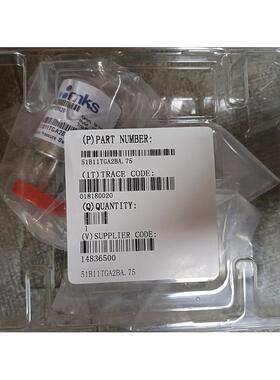 mks
(P)PART NUMBER:
51B11TGA2BA.75
(1T)TRACE CODE:
018180020
(Q)QUANTITY:
1
(V)SUPPLIER CODE:
14836500
51B11TGA2BA.75